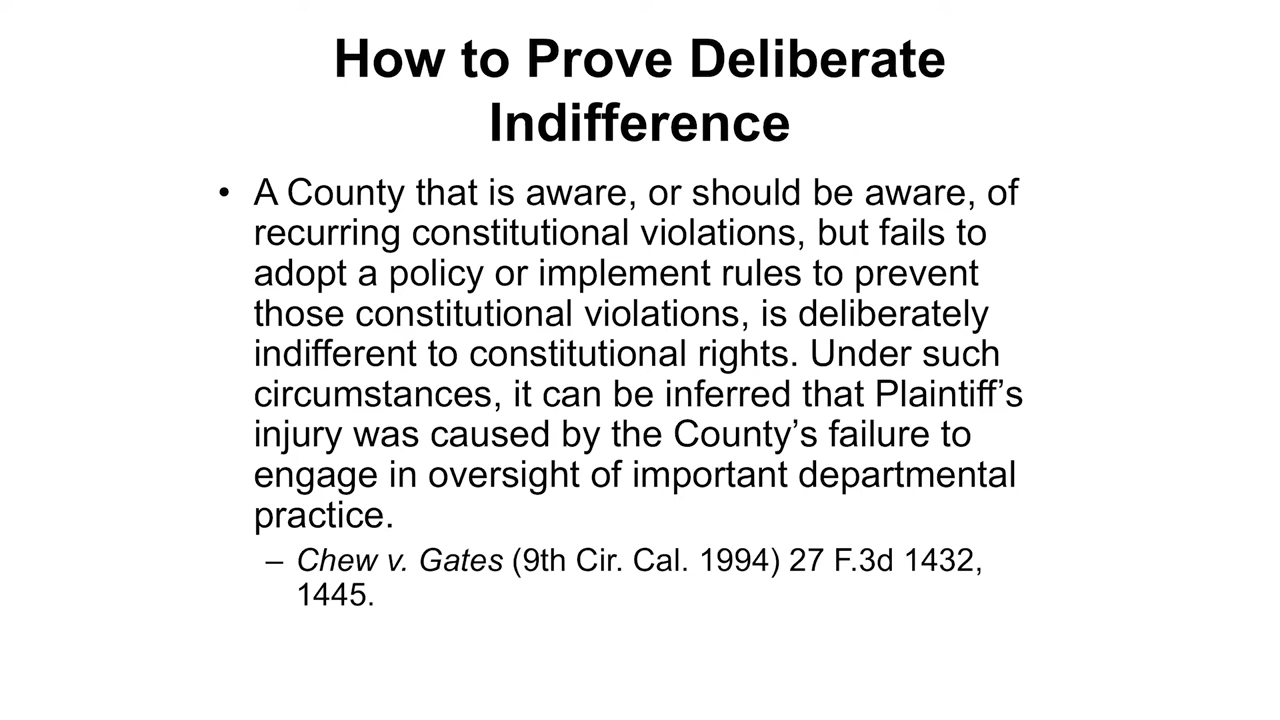 How to Prove Deliberate
Indifference
• A County that is aware, or should be aware, of
recurring constitutional violations, but fails to
adopt a policy or implement rules to prevent
those constitutional violations, is deliberately
indifferent to constitutional rights. Under such
circumstances, it can be inferred that Plaintiff’s
injury was caused by the County’s failure to
engage in oversight of important departmental
practice.
– Chew v. Gates (9th Cir. Cal. 1994) 27 F.3d 1432,
1445.